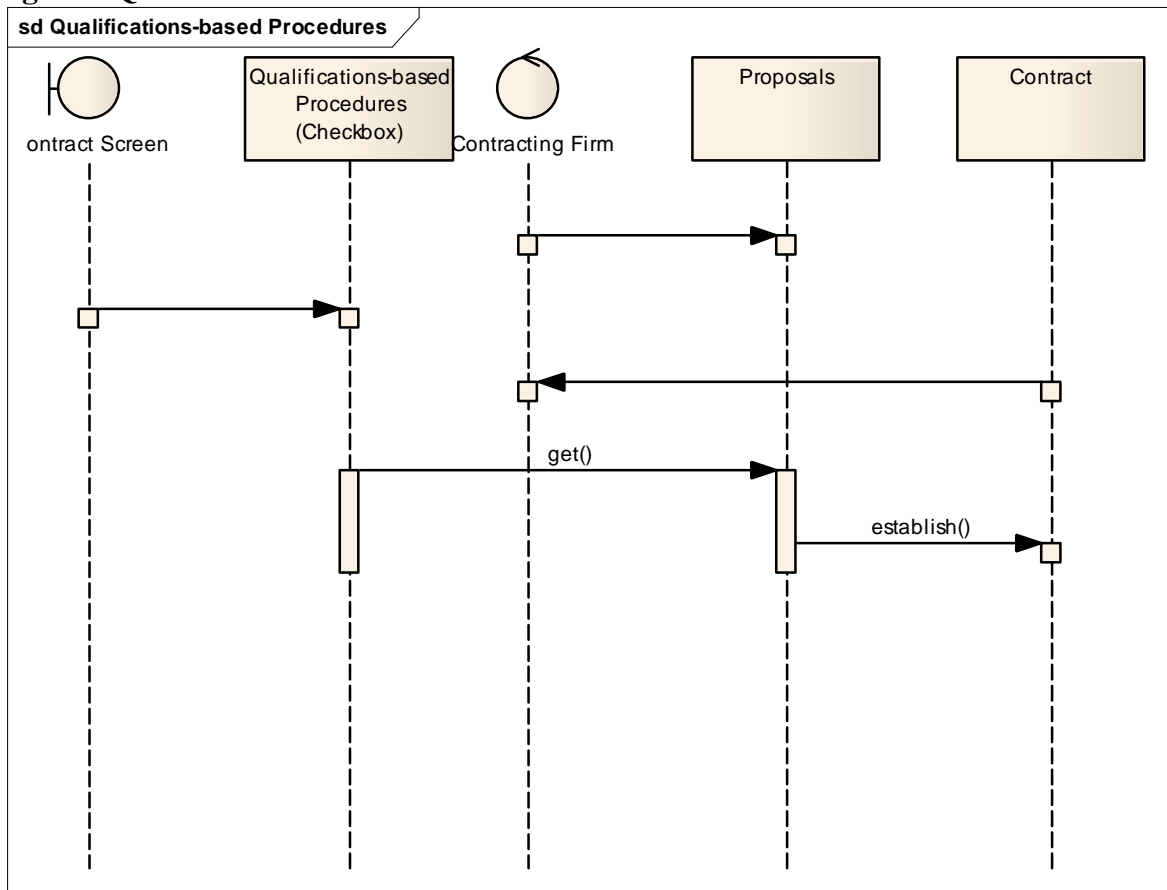 sd Qualifications-based Procedures
ontract Screen
Qualifications-based
Procedures
(Checkbox)
Contracting Firm
Proposals
Contract
get()
establish()